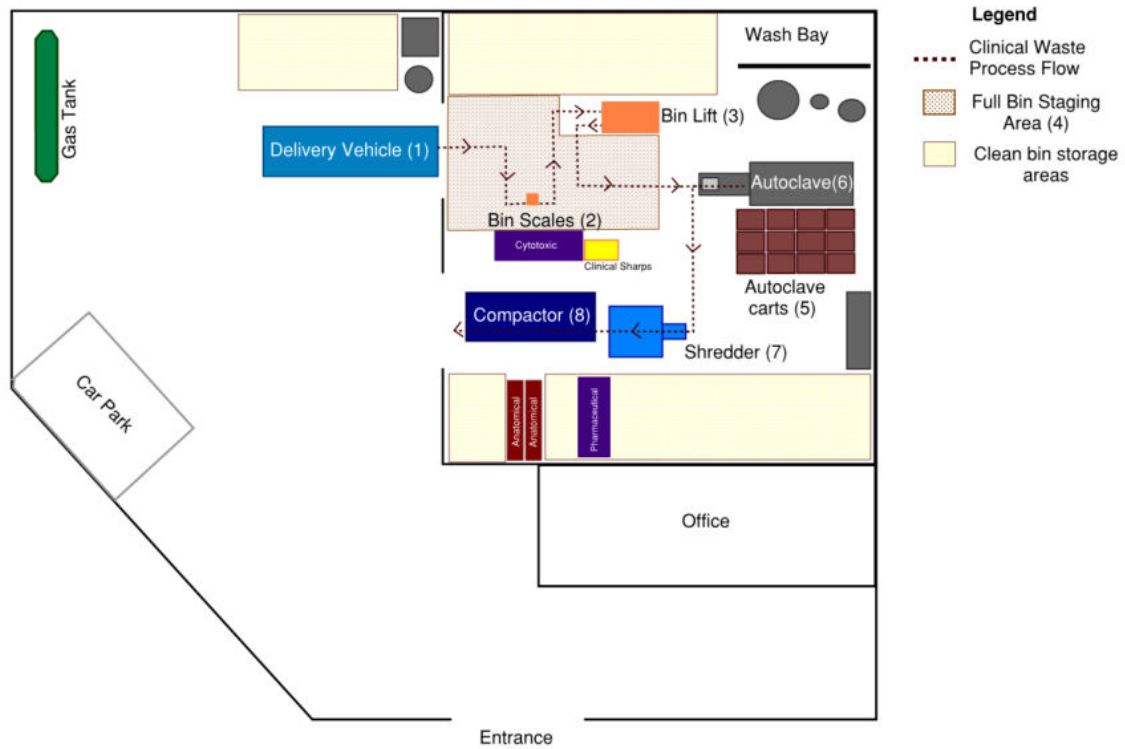 Legend
Clinical Waste
Process Flow
Full Bin Staging
Area (4)
Clean bin storage
areas
Wash Bay
Gas Tank
Bin Lift (3)
Delivery Vehicle (1)
Autoclave(6)
Bin Scales (2)
Cytotoxic
Clinical Sharps
Autoclave
carts (5)
Compactor (8)
Shredder (7)
Car Park
Anatomical
Anatomical
Pharmaceutical
Office
Entrance